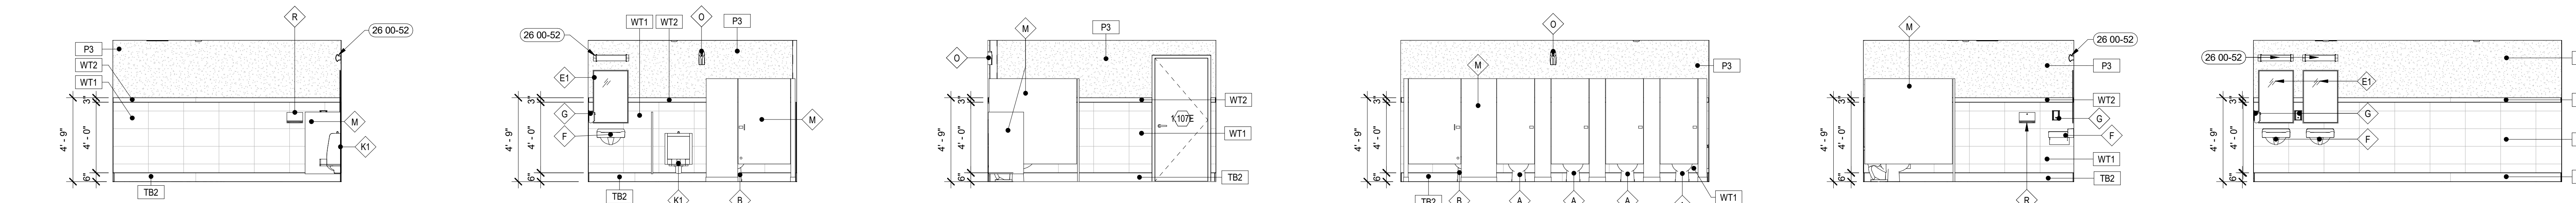 R
26 00-52
P3
WT2
WT1
3"
4' - 9"
4' - 0"
6"
M
K1
TB2
26 00-52
WT1
WT2
O
P3
E1
G
F
3"
4' - 9"
4' - 0"
6"
M
TB2
K1
B
M
P3
O
3"
4' - 9"
4' - 0"
6"
WT2
1.107E
WT1
TB2
O
M
P3
3"
4' - 9"
4' - 0"
6"
TB2
B
A
A
A
WT1
M
26 00-52
P3
3"
4' - 9"
4' - 0"
6"
WT2
G
F
WT1
TB2
R
26 00-52
E1
G
F
3"
4' - 9"
4' - 0"
6"